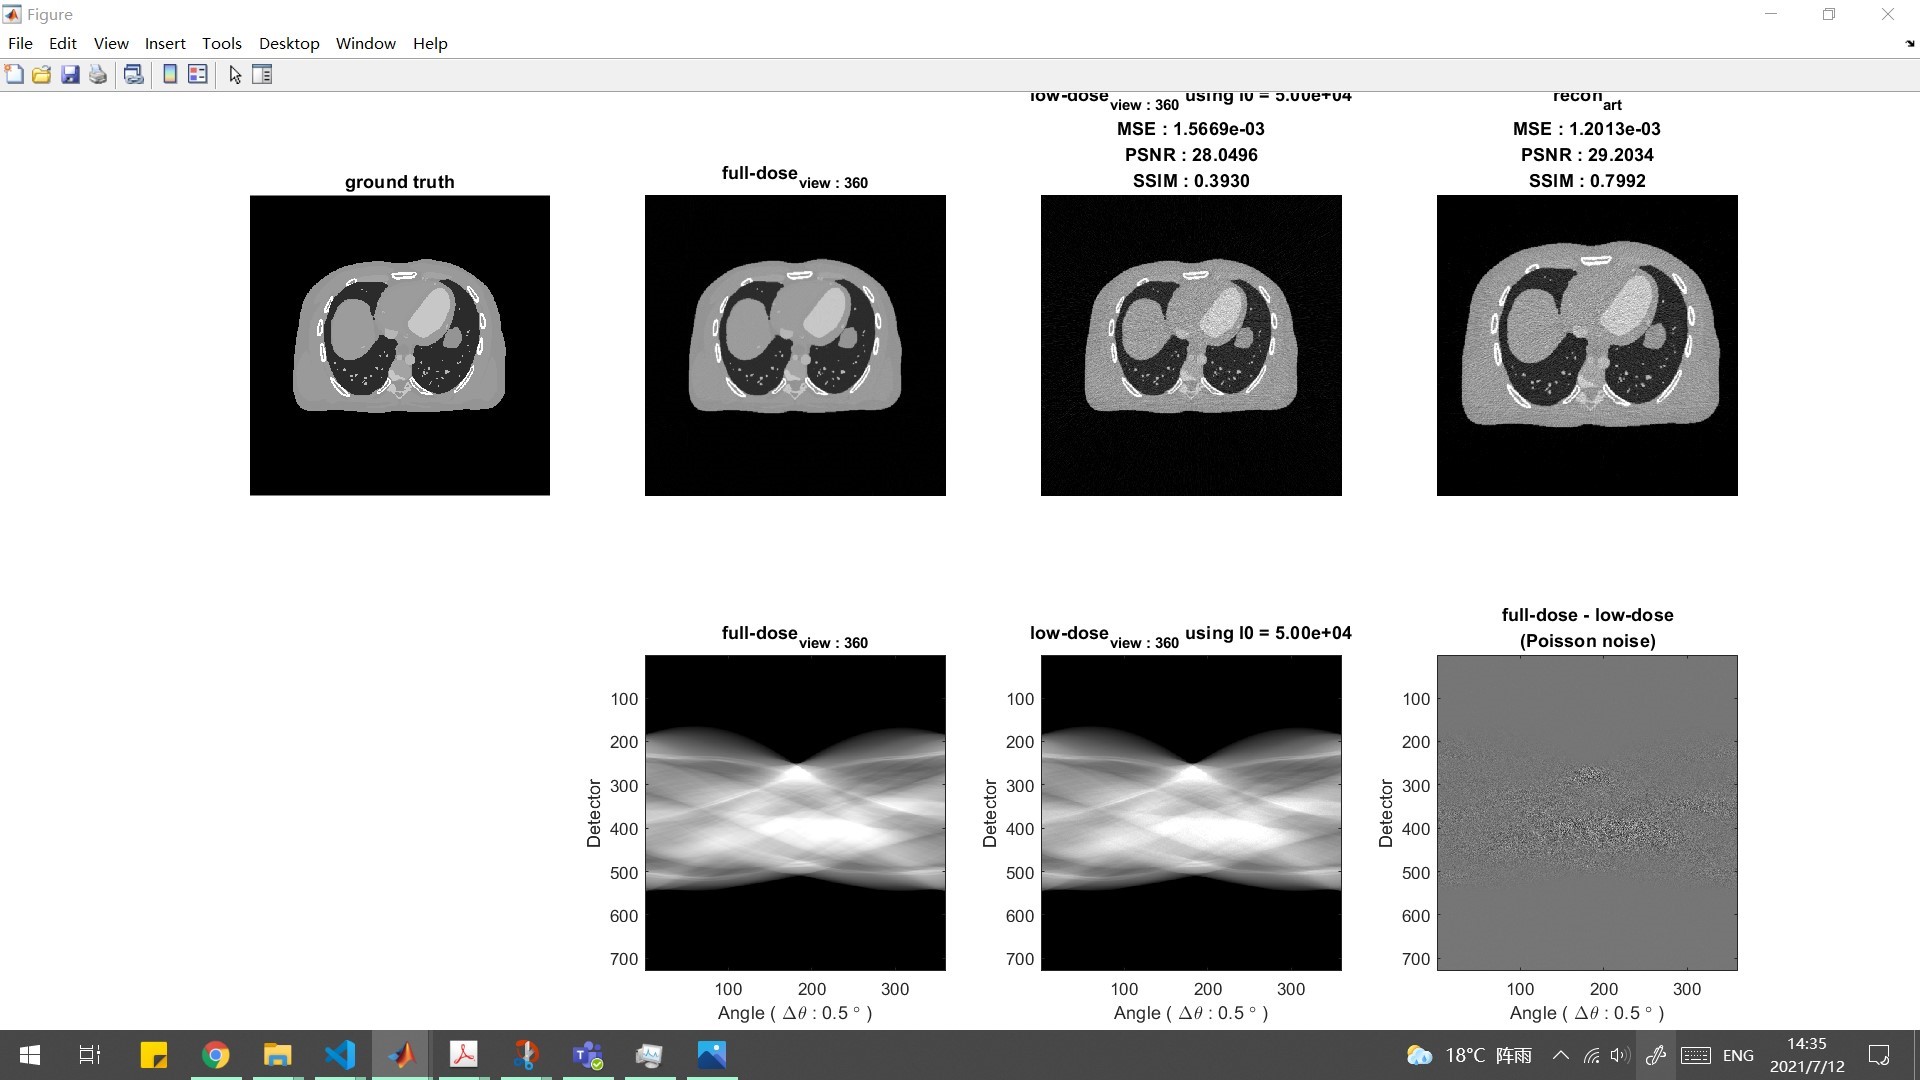 Figure
File Edit View Insert Tools Desktop Window Help
ground truth
full-dose view : 360
low-dose view : 360 using I0 = 5.00e+04
MSE : 1.5669e-03
PSNR : 28.0496
SSIM : 0.3930
recon art
MSE : 1.2013e-03
PSNR : 29.2034
SSIM : 0.7992
full-dose view : 360
Detector
100
200
300
400
500
600
700
100 200 300
Angle ( Δθ : 0.5 ° )
low-dose view : 360 using I0 = 5.00e+04
Detector
100
200
300
400
500
600
700
100 200 300
Angle ( Δθ : 0.5 ° )
full-dose - low-dose
(Poisson noise)
Detector
100
200
300
400
500
600
700
100 200 300
Angle ( Δθ : 0.5 ° )
18°C 阵雨
ENG
14:35
2021/7/12